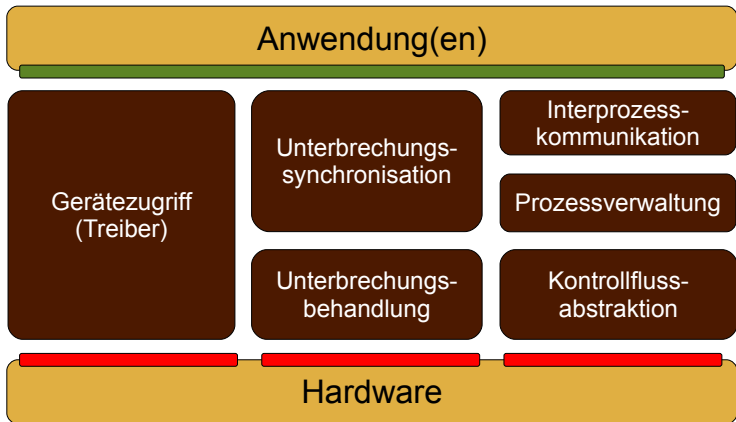 Anwendung(en)
Gerätezugriff
(Treiber)
Unterbrechungs-
synchronisation
Unterbrechungs-
behandlung
Interprozess-
kommunikation
Prozessverwaltung
Kontrollfluss-
abstraktion
Hardware